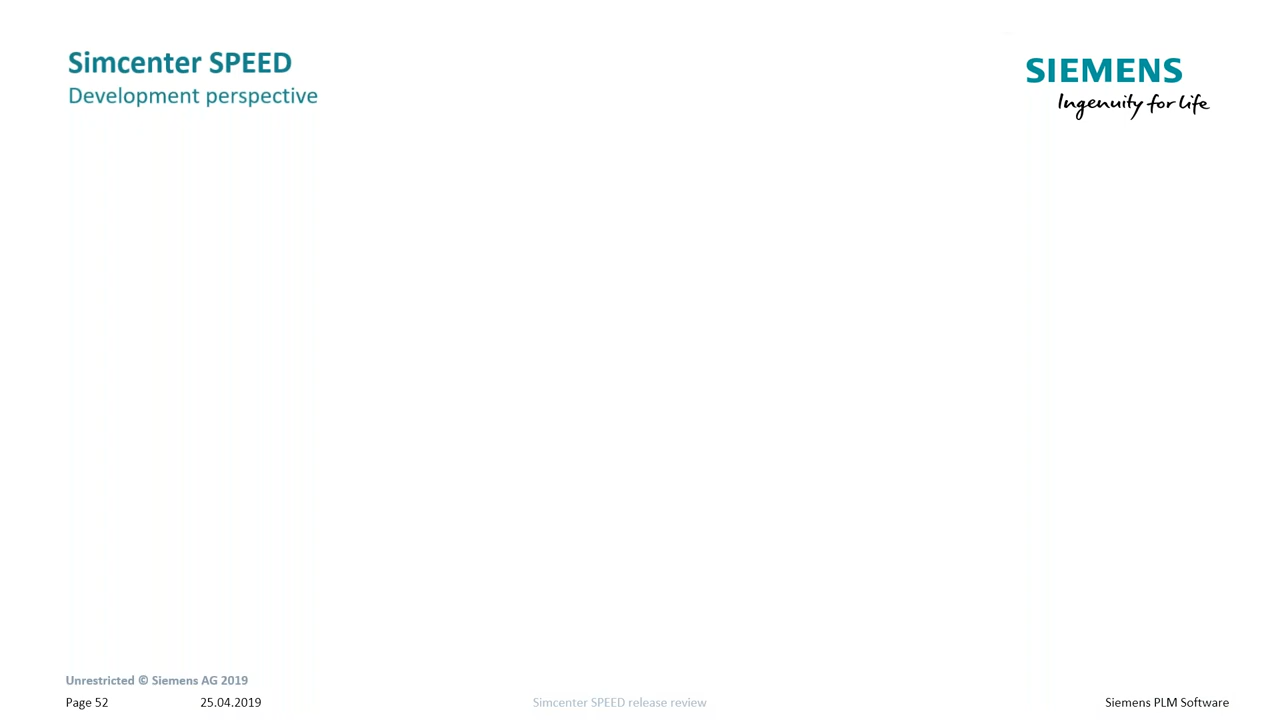 Simcenter SPEED
Development perspective
SIEMENS
Ingenuity for life
Unrestricted © Siemens AG 2019
Page 52 25.04.2019 Simcenter SPEED release review Siemens PLM Software